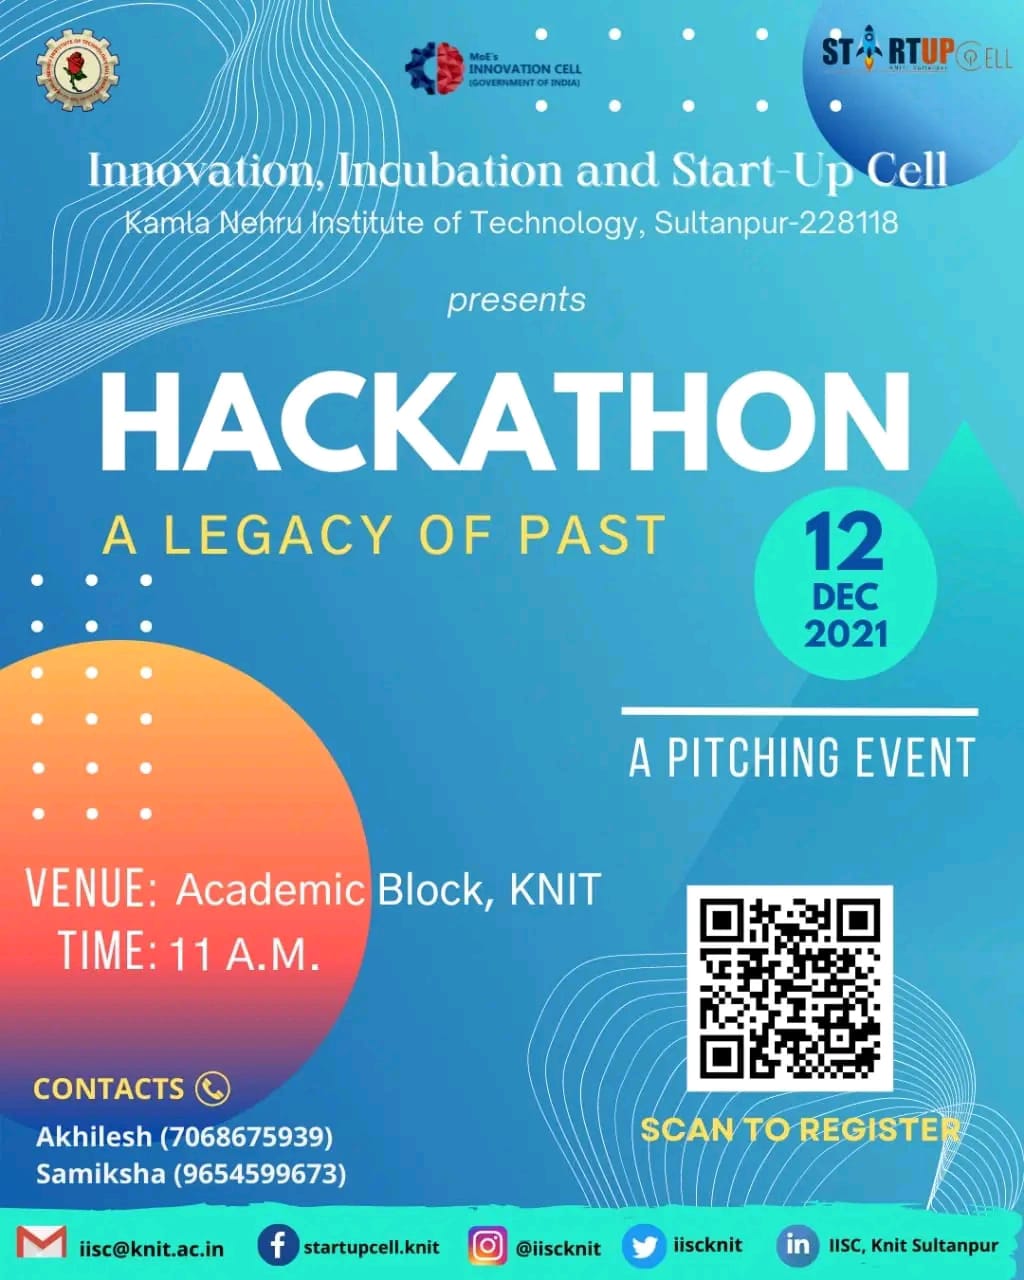 MoE's
INNOVATION CELL
(GOVERNMENT OF INDIA)
STARTUP CELL
Innovation, Incubation and Start-Up Cell
Kamla Nehru Institute of Technology, Sultanpur-228118
presents
HACKATHON
A LEGACY OF PAST
12
DEC
2021
A PITCHING EVENT
VENUE: Academic Block, KNIT
TIME: 11 A.M.
CONTACTS
Akhilesh (7068675939)
Samiksha (9654599673)
SCAN TO REGISTER
iisc@knit.ac.in
startupcell.knit
@iiscknit
iiscknit
IISC, Knit Sultanpur